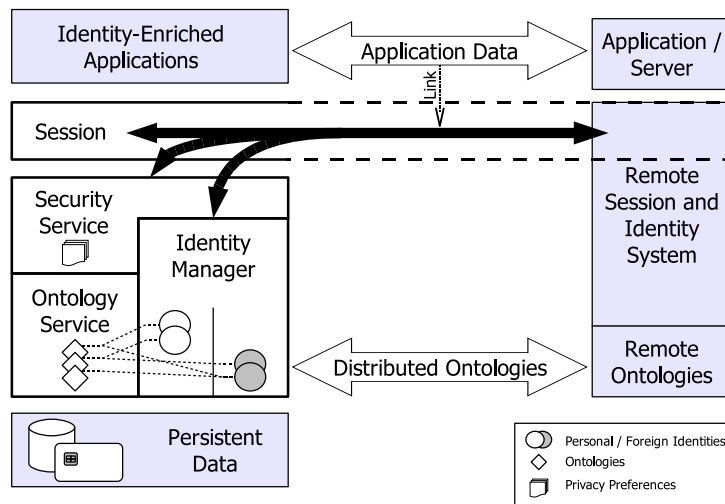 Identity-Enriched
Applications
Application Data
Application /
Server
Link
Session
Security
Service
Identity
Manager
Ontology
Service
Remote
Session and
Identity
System
Distributed Ontologies
Remote
Ontologies
Persistent
Data
Personal / Foreign Identities
Ontologies
Privacy Preferences